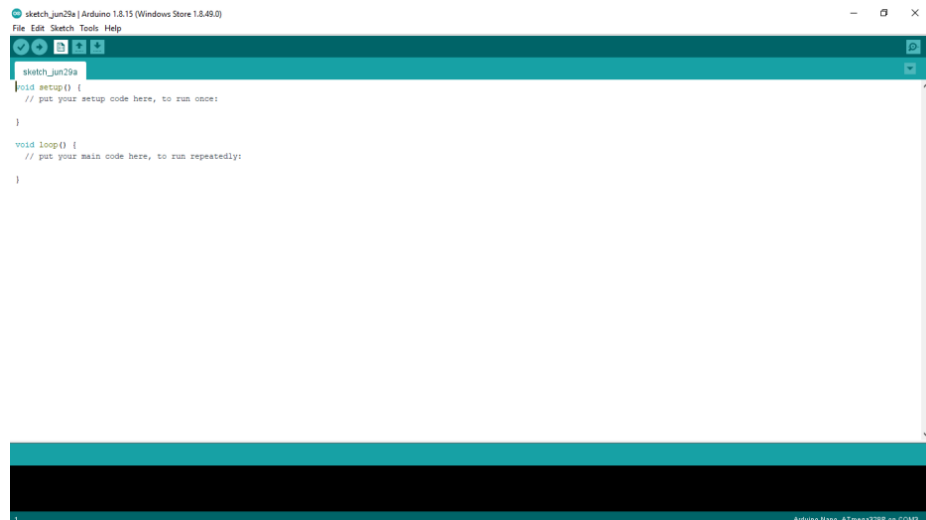 sketch_jun29a | Arduino 1.8.15 (Windows Store 1.8.49.0)
File Edit Sketch Tools Help
sketch_jun29a
void setup() {
  // put your setup code here, to run once:
}
void loop() {
  // put your main code here, to run repeatedly:
}
1
Arduino Nano, ATmega328P on COM3